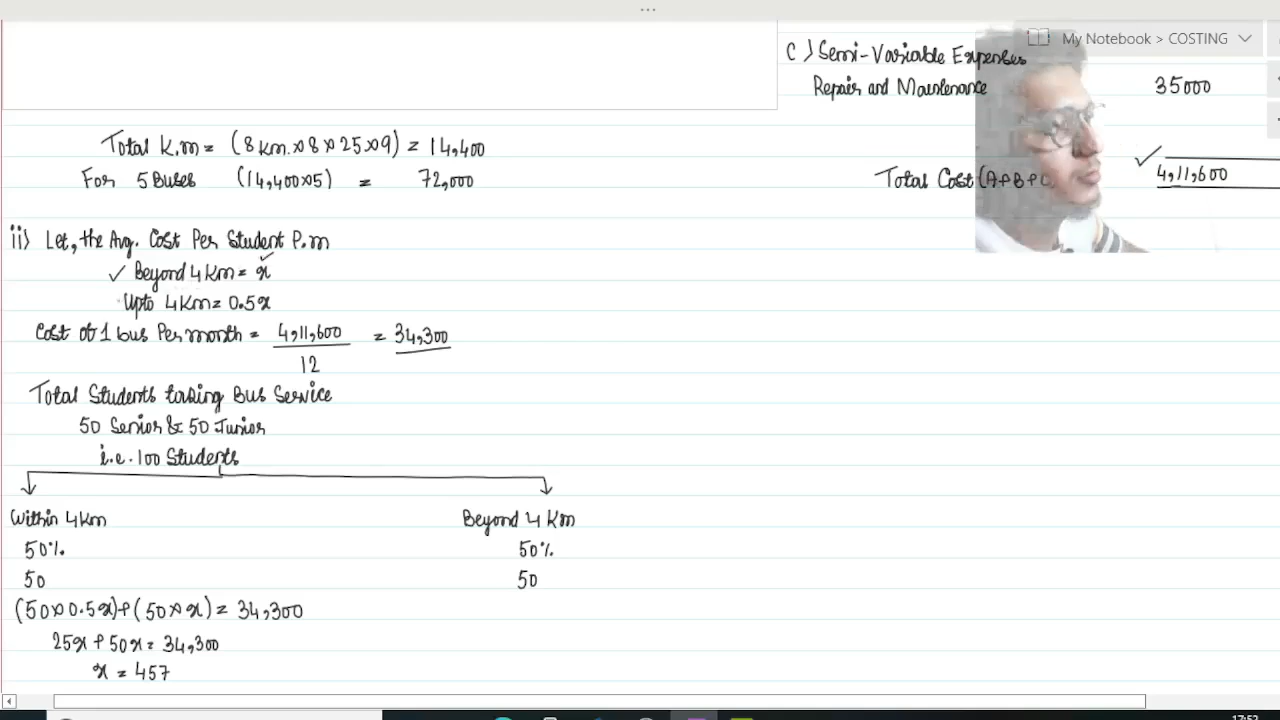 ...
My Notebook > COSTING
C) Semi-Variable Expenses
Repair and Maintenance 35000
Total Cost (A+B+C 4,11,600
Total K.m = (8 Km.x8x25x9) = 14,400
For 5 Buses (14,400x5) = 72,000
ii) Let, the Avg. Cost Per Student P.m
✓ Beyond 4 Km = x
Upto 4 Km = 0.5x
Cost of 1 bus Per month = 4,11,600 = 34,300
12
Total Students taking Bus Service
50 Senior & 50 Junior
i.e. 100 Students
Within 4 Km Beyond 4 Km
50% 50%
50 50
(50x0.5x)+(50xx) = 34,300
25x + 50x = 34,300
x = 457
17:52